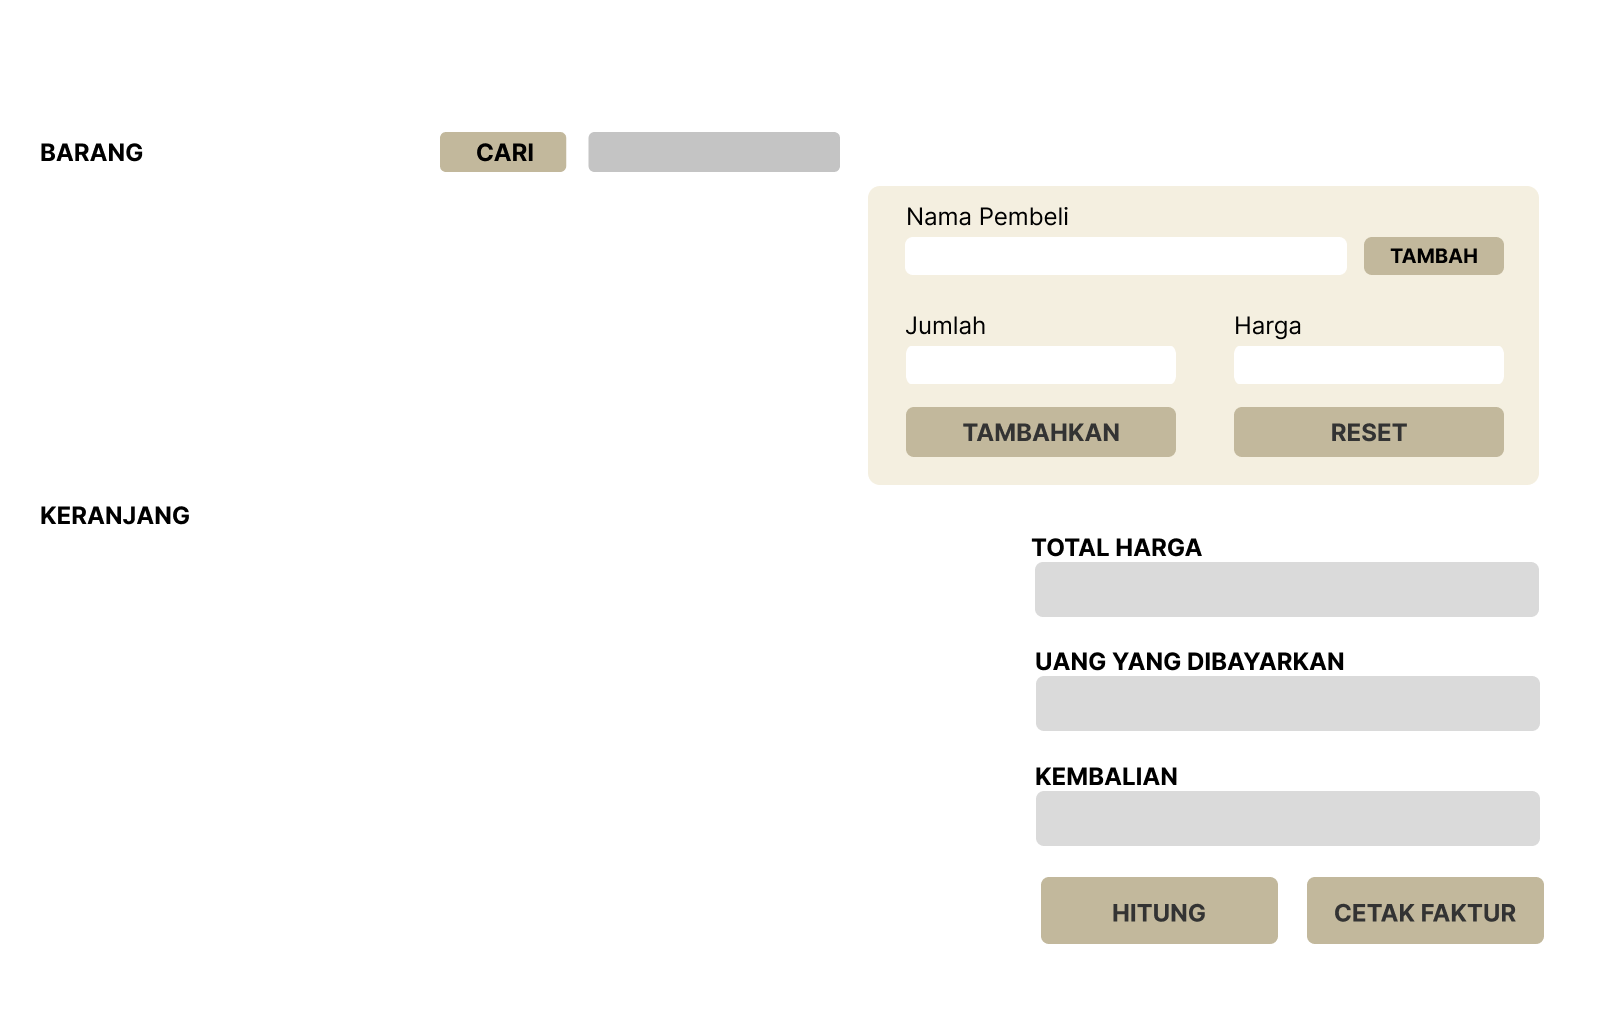 BARANG
CARI
Nama Pembeli
TAMBAH
Jumlah
Harga
TAMBAHKAN
RESET
KERANJANG
TOTAL HARGA
UANG YANG DIBAYARKAN
KEMBALIAN
HITUNG
CETAK FAKTUR